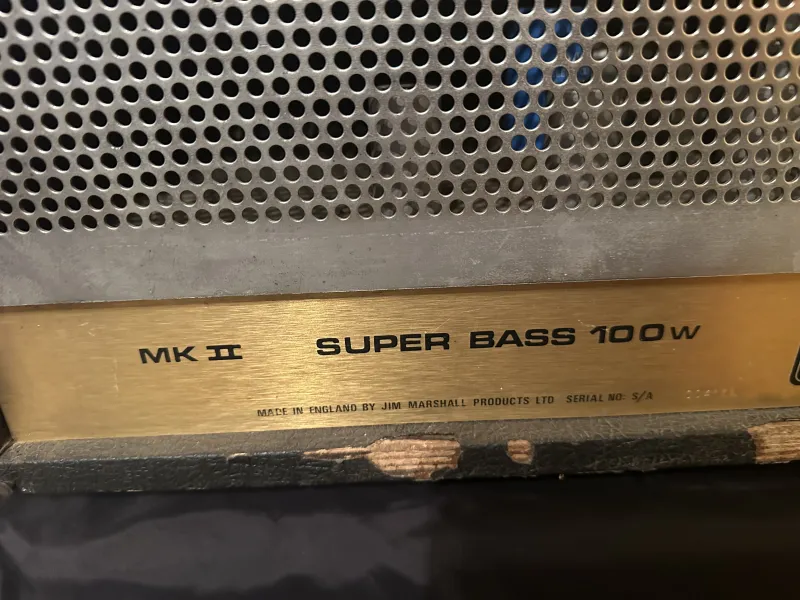 MK II SUPER BASS 100W
MADE IN ENGLAND BY JIM MARSHALL PRODUCTS LTD SERIAL NO: S/A